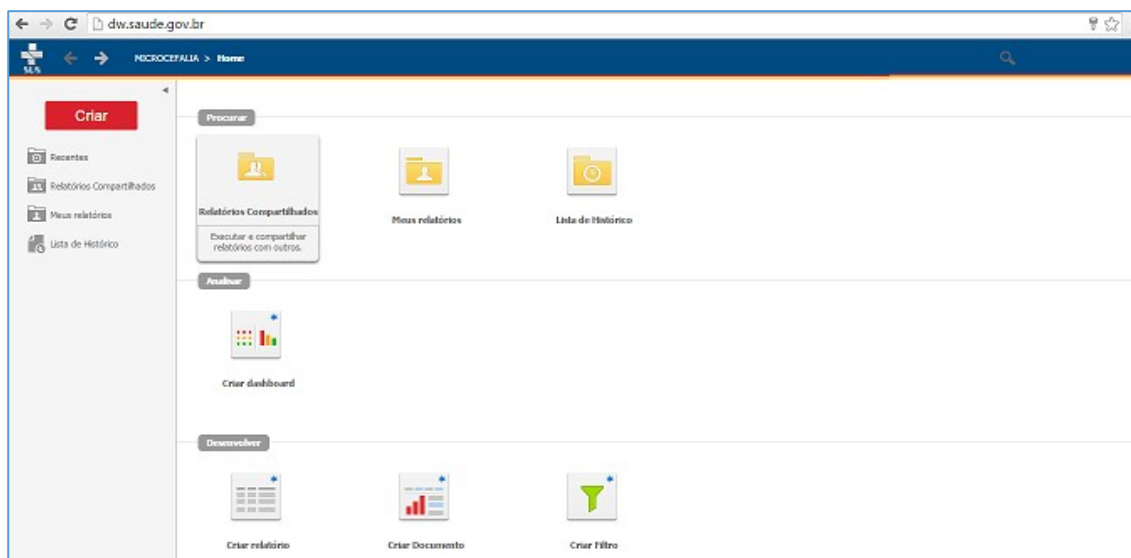 dw.saude.gov.br
SUS
MICROCEFALIA > Home
Criar
Recentes
Relatórios Compartilhados
Meus relatórios
Lista de Histórico
Procurar
Relatórios Compartilhados
Executar e compartilhar
relatórios com outros.
Meus relatórios
Lista de Histórico
Analisar
Criar dashboard
Desenvolver
Criar relatório
Criar Documento
Criar Filtro